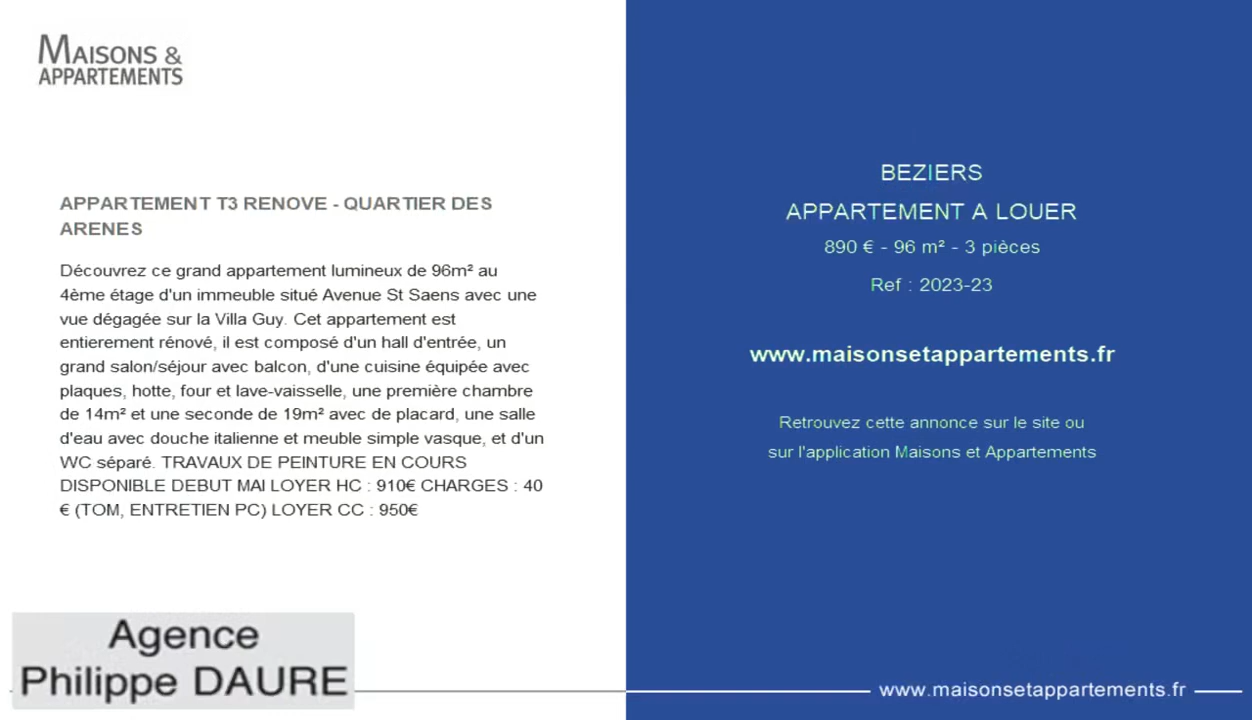 MAISONS &
APPARTEMENTS
APPARTEMENT T3 RENOVE - QUARTIER DES
ARENES
Découvrez ce grand appartement lumineux de 96m² au
4ème étage d'un immeuble situé Avenue St Saens avec une
vue dégagée sur la Villa Guy. Cet appartement est
entierement rénové, il est composé d'un hall d'entrée, un
grand salon/séjour avec balcon, d'une cuisine équipée avec
plaques, hotte, four et lave-vaisselle, une première chambre
de 14m² et une seconde de 19m² avec de placard, une salle
d'eau avec douche italienne et meuble simple vasque, et d'un
WC séparé. TRAVAUX DE PEINTURE EN COURS
DISPONIBLE DEBUT MAI LOYER HC : 910€ CHARGES : 40
€ (TOM, ENTRETIEN PC) LOYER CC : 950€
Agence
Philippe DAURE
BEZIERS
APPARTEMENT A LOUER
890 € - 96 m² - 3 pièces
Ref : 2023-23
www.maisonsetappartements.fr
Retrouvez cette annonce sur le site ou
sur l'application Maisons et Appartements
www.maisonsetappartements.fr